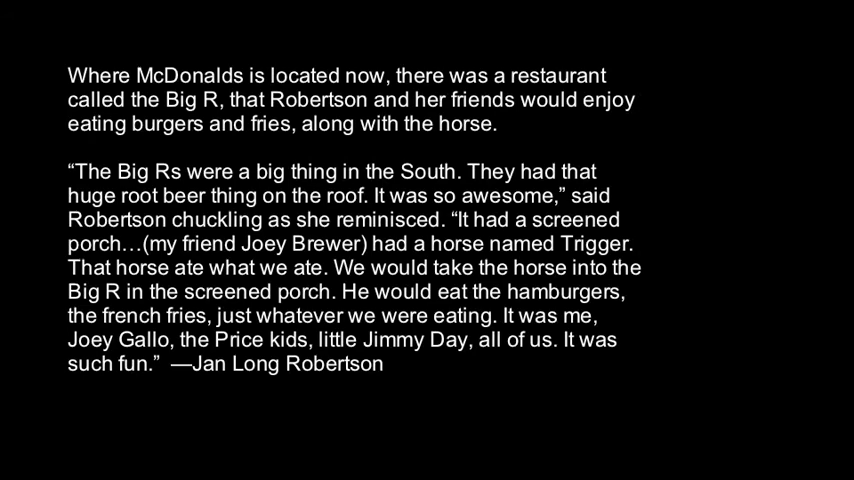 Where McDonalds is located now, there was a restaurant
called the Big R, that Robertson and her friends would enjoy
eating burgers and fries, along with the horse.
“The Big Rs were a big thing in the South. They had that
huge root beer thing on the roof. It was so awesome,” said
Robertson chuckling as she reminisced. “It had a screened
porch…(my friend Joey Brewer) had a horse named Trigger.
That horse ate what we ate. We would take the horse into the
Big R in the screened porch. He would eat the hamburgers,
the french fries, just whatever we were eating. It was me,
Joey Gallo, the Price kids, little Jimmy Day, all of us. It was
such fun.”  —Jan Long Robertson